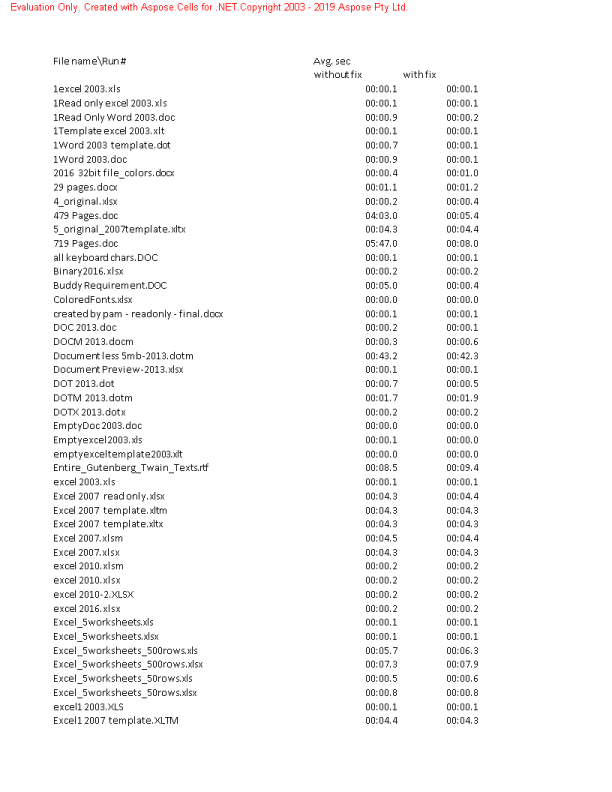 Evaluation Only. Created with Aspose.Cells for .NET.Copyright 2003 - 2019 Aspose Pty Ltd.
File name\Run# Avg. sec
without fix with fix
1excel 2003.xls 00:00.1 00:00.1
1Read only excel 2003.xls 00:00.1 00:00.1
1Read Only Word 2003.doc 00:00.9 00:00.2
1Template excel 2003.xlt 00:00.1 00:00.1
1Word 2003 template.dot 00:00.7 00:00.1
1Word 2003.doc 00:00.9 00:00.1
2016 32bit file_colors.docx 00:00.4 00:01.0
29 pages.docx 00:01.1 00:01.2
4_original.xlsx 00:00.2 00:00.4
479 Pages.doc 04:03.0 00:05.4
5_original_2007template.xltx 00:04.3 00:04.4
719 Pages.doc 05:47.0 00:08.0
all keyboard chars.DOC 00:00.1 00:00.1
Binary2016.xlsx 00:00.2 00:00.2
Buddy Requirement.DOC 00:05.0 00:00.4
ColoredFonts.xlsx 00:00.0 00:00.0
created by pam - readonly - final.docx 00:00.1 00:00.1
DOC 2013.doc 00:00.2 00:00.1
DOCM 2013.docm 00:00.3 00:00.6
Document less 5mb-2013.dotm 00:43.2 00:42.3
Document Preview-2013.xlsx 00:00.1 00:00.1
DOT 2013.dot 00:00.7 00:00.5
DOTM 2013.dotm 00:01.7 00:01.9
DOTX 2013.dotx 00:00.2 00:00.2
EmptyDoc2003.doc 00:00.0 00:00.0
Emptyexcel2003.xls 00:00.1 00:00.0
emptyexceltemplate2003.xlt 00:00.0 00:00.0
Entire_Gutenberg_Twain_Texts.rtf 00:08.5 00:09.4
excel 2003.xls 00:00.1 00:00.1
Excel 2007 read only.xlsx 00:04.3 00:04.4
Excel 2007 template.xltm 00:04.3 00:04.3
Excel 2007 template.xltx 00:04.3 00:04.3
Excel 2007.xlsm 00:04.5 00:04.4
Excel 2007.xlsx 00:04.3 00:04.3
excel 2010.xlsm 00:00.2 00:00.2
excel 2010.xlsx 00:00.2 00:00.2
excel 2010-2.XLSX 00:00.2 00:00.2
excel 2016.xlsx 00:00.2 00:00.2
Excel_5worksheets.xls 00:00.1 00:00.1
Excel_5worksheets.xlsx 00:00.1 00:00.1
Excel_5worksheets_500rows.xls 00:05.7 00:06.3
Excel_5worksheets_500rows.xlsx 00:07.3 00:07.9
Excel_5worksheets_50rows.xls 00:00.5 00:00.6
Excel_5worksheets_50rows.xlsx 00:00.8 00:00.8
excel1 2003.XLS 00:00.1 00:00.1
Excel1 2007 template.XLTM 00:04.4 00:04.3